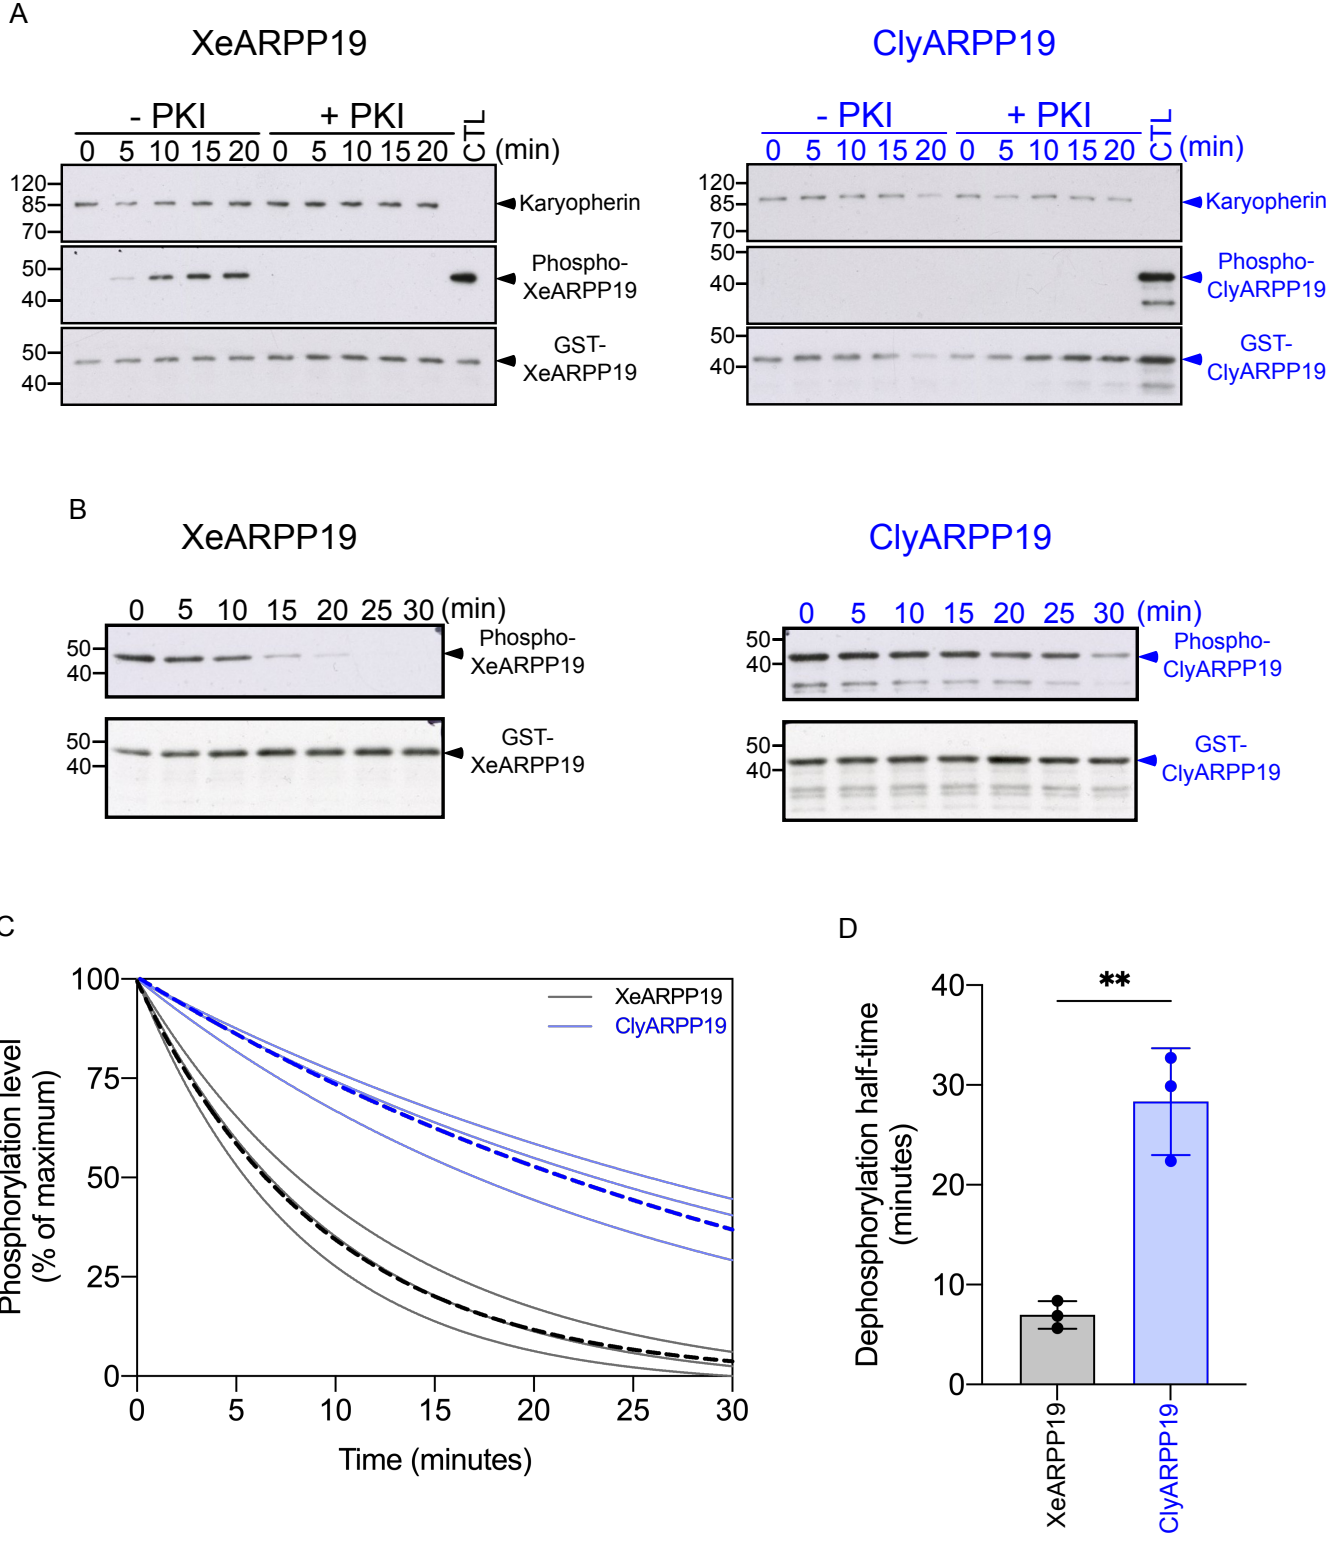 A
XeARPP19
ClyARPP19
- PKI + PKI CTL
0 5 10 15 20 0 5 10 15 20 (min)
120
85
70
Karyopherin
50
40
Phospho-
XeARPP19
50
40
GST-
XeARPP19
- PKI + PKI CTL
0 5 10 15 20 0 5 10 15 20 (min)
120
85
70
Karyopherin
50
40
Phospho-
ClyARPP19
50
40
GST-
ClyARPP19
B
XeARPP19
ClyARPP19
0 5 10 15 20 25 30 (min)
50
40
Phospho-
XeARPP19
50
40
GST-
XeARPP19
0 5 10 15 20 25 30 (min)
50
40
Phospho-
ClyARPP19
50
40
GST-
ClyARPP19
C
Phosphorylation level
(% of maximum)
100
75
50
25
0
XeARPP19
ClyARPP19
0 5 10 15 20 25 30
Time (minutes)
D
Dephosphorylation half-time
(minutes)
40
30
20
10
0
**
XeARPP19
ClyARPP19